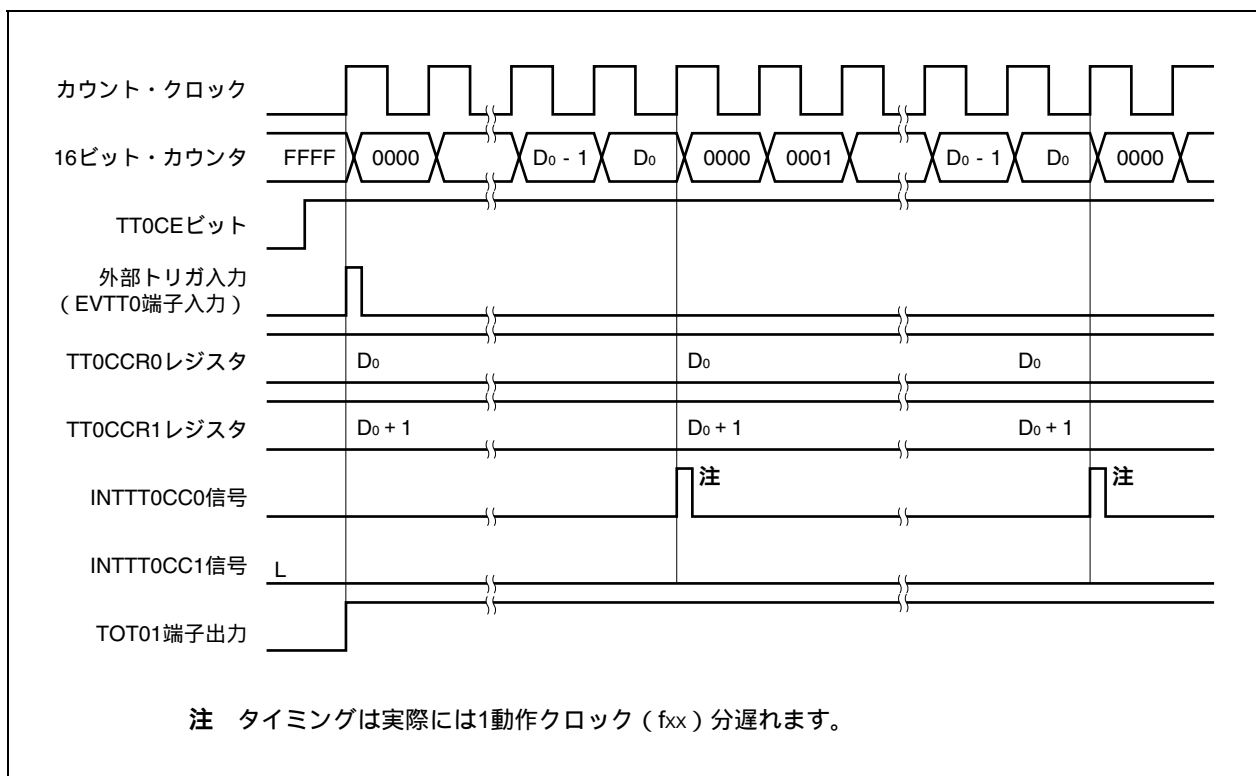 カウント・クロック
16ビット・カウンタ FFFF 0000 D0 - 1 D0 0000 0001 D0 - 1 D0 0000
TT0CEビット
外部トリガ入力
（EVTT0端子入力）
TT0CCR0レジスタ D0 D0 D0
TT0CCR1レジスタ D0 + 1 D0 + 1 D0 + 1
INTTT0CC0信号 注 注
INTTT0CC1信号 L
TOT01端子出力
注 タイミングは実際には1動作クロック（fxx）分遅れます。